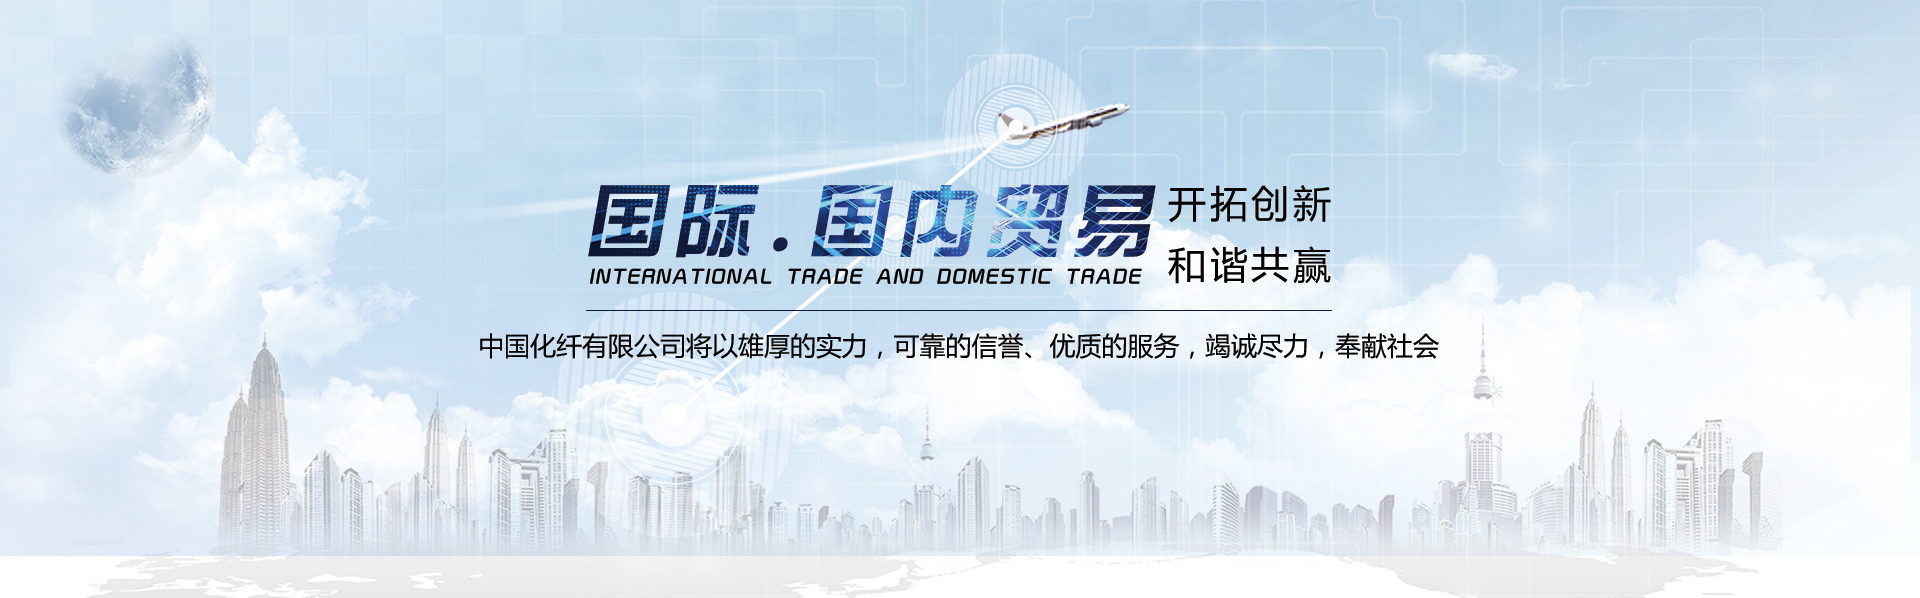 国际.国内贸易
INTERNATIONAL TRADE AND DOMESTIC TRADE
开拓创新
和谐共赢
中国化纤有限公司将以雄厚的实力，可靠的信誉、优质的服务，竭诚尽力，奉献社会